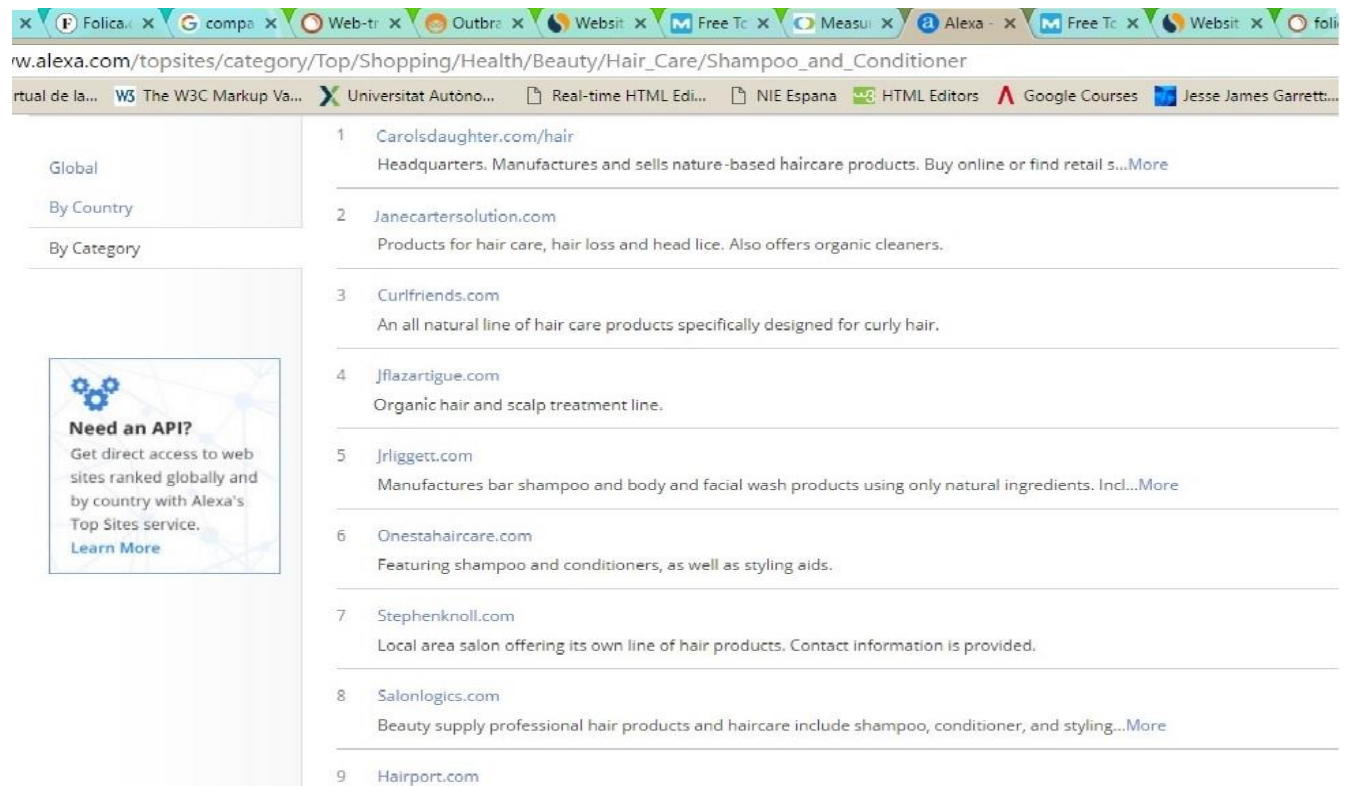 Folica.c
compa
Web-tr
Outbra
Websit
Free Tc
Measu
Alexa -
Free Tc
Websit
foli
w.alexa.com/topsites/category/Top/Shopping/Health/Beauty/Hair_Care/Shampoo_and_Conditioner
rtual de la... W3 The W3C Markup Va... Universitat Autòno... Real-time HTML Edi... NIE Espana HTML Editors Google Courses Jesse James Garrett:...
Global
By Country
By Category
Need an API?
Get direct access to web
sites ranked globally and
by country with Alexa's
Top Sites service.
Learn More
1 Carolsdaughter.com/hair
Headquarters. Manufactures and sells nature-based haircare products. Buy online or find retail s...More
2 Janecartersolution.com
Products for hair care, hair loss and head lice. Also offers organic cleaners.
3 Curlfriends.com
An all natural line of hair care products specifically designed for curly hair.
4 Jflazartigue.com
Organic hair and scalp treatment line.
5 Jrliggett.com
Manufactures bar shampoo and body and facial wash products using only natural ingredients. Incl...More
6 Onestahaircare.com
Featuring shampoo and conditioners, as well as styling aids.
7 Stephenknoll.com
Local area salon offering its own line of hair products. Contact information is provided.
8 Salonlogics.com
Beauty supply professional hair products and haircare include shampoo, conditioner, and styling...More
9 Hairport.com